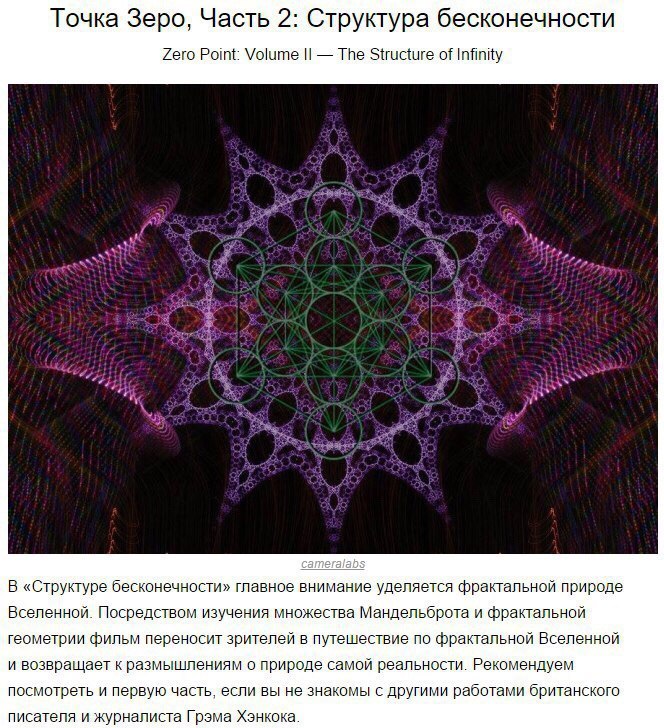 Точка Зеро, Часть 2: Структура бесконечности
Zero Point: Volume II — The Structure of Infinity
cameralabs
В «Структуре бесконечности» главное внимание уделяется фрактальной природе
Вселенной. Посредством изучения множества Мандельброта и фрактальной
геометрии фильм переносит зрителей в путешествие по фрактальной Вселенной
и возвращает к размышлениям о природе самой реальности. Рекомендуем
посмотреть и первую часть, если вы не знакомы с другими работами британского
писателя и журналиста Грэма Хэнкока.